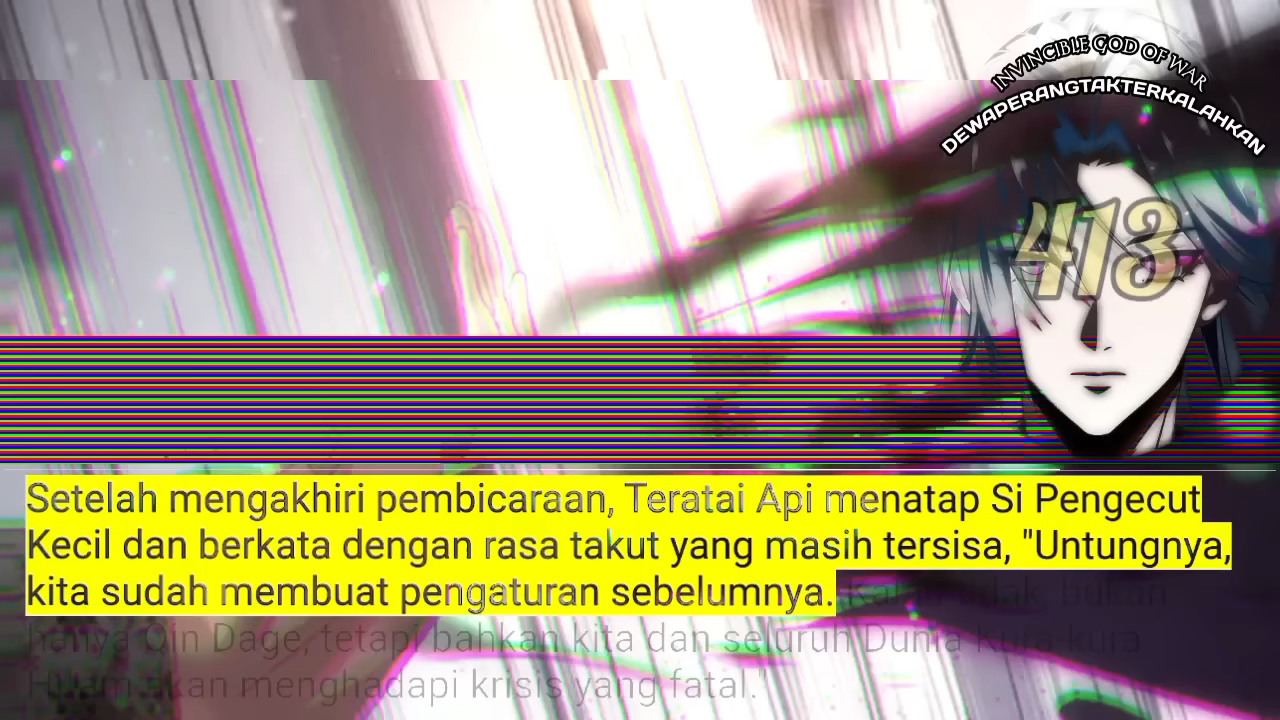 INVINCIBLE GOD OF WAR
DEWAPERANGTAKTERKALAHKAN
413
Setelah mengakhiri pembicaraan, Teratai Api menatap Si Pengecut
Kecil dan berkata dengan rasa takut yang masih tersisa, "Untungnya,
kita sudah membuat pengaturan sebelumnya. Kalau tidak, bukan
hanya Qin Dage, tetapi bahkan kita dan seluruh Dunia Kura-kura
Hitam akan menghadapi krisis yang fatal."